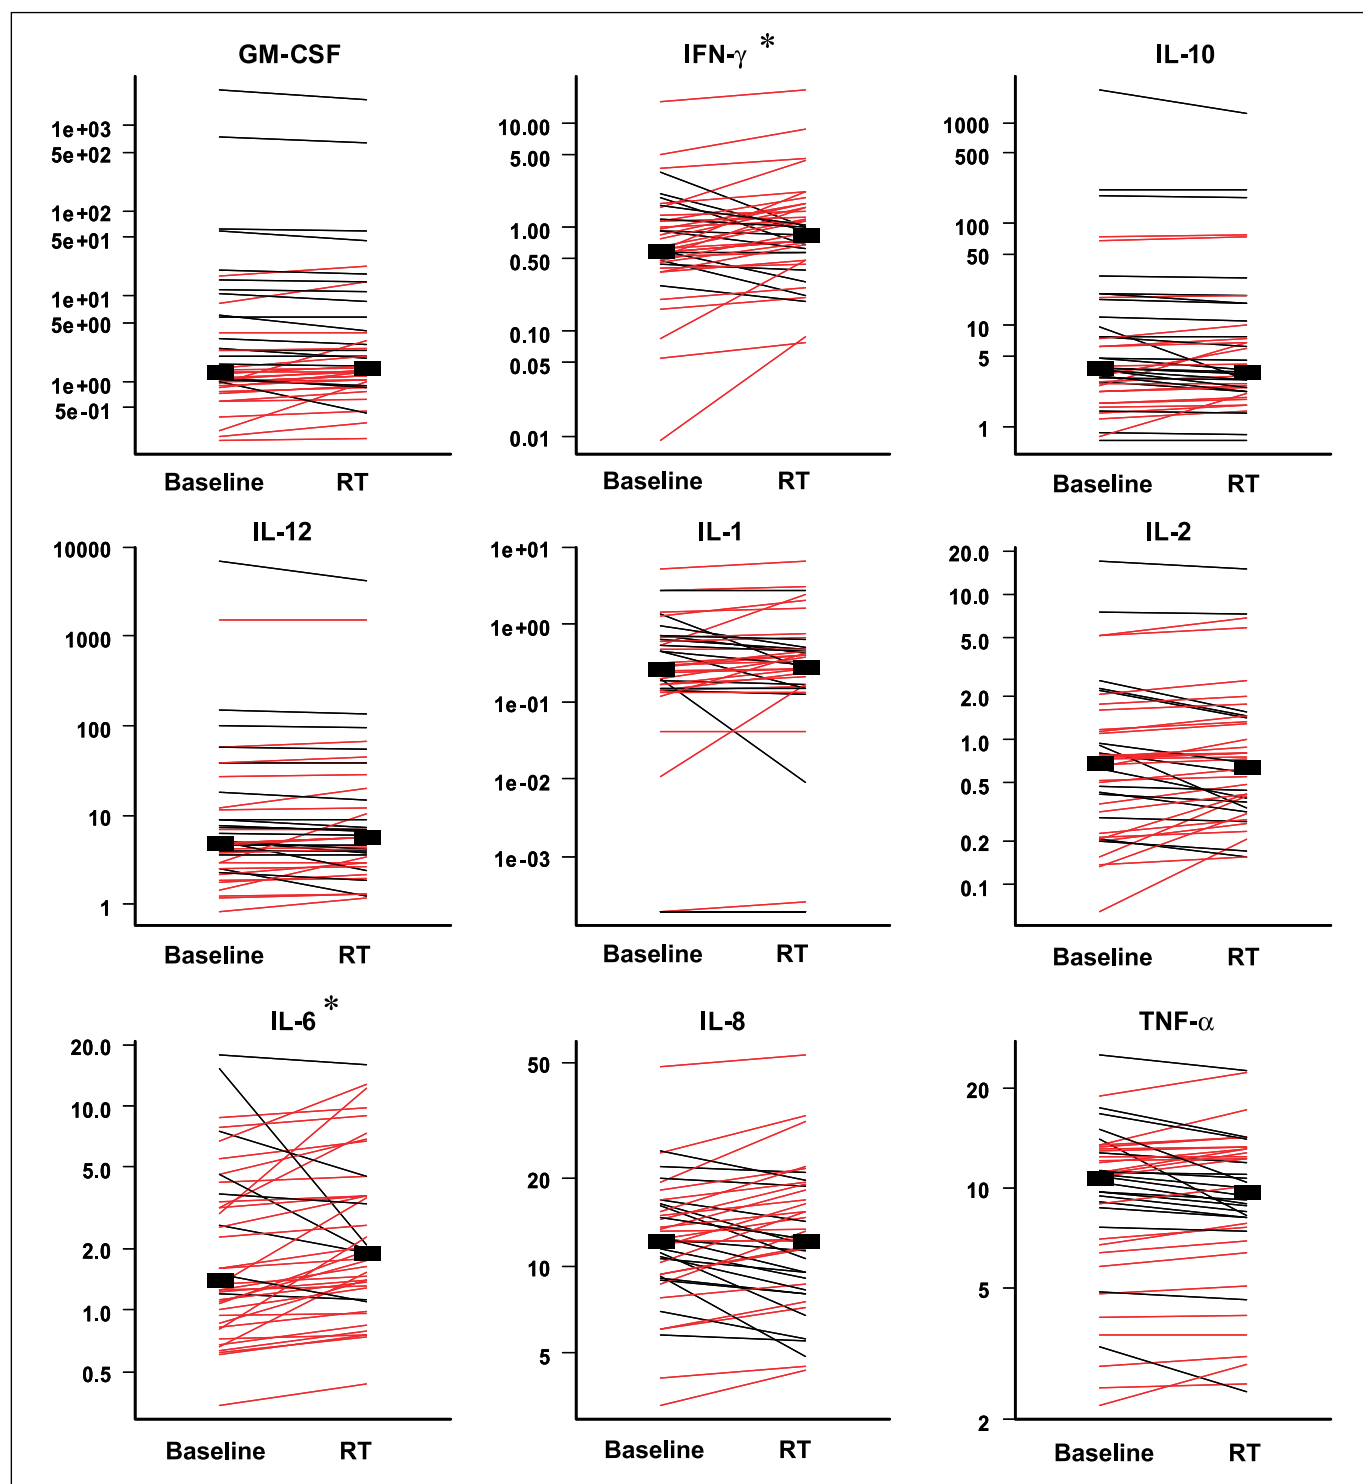 GM-CSF
1e+03
5e+02
1e+02
5e+01
1e+01
5e+00
1e+00
5e-01
Baseline RT
IFN-γ *
10.00
5.00
1.00
0.50
0.10
0.05
0.01
Baseline RT
IL-10
1000
500
100
50
10
5
1
Baseline RT
IL-12
10000
1000
100
10
1
Baseline RT
IL-1
1e+01
1e+00
1e-01
1e-02
1e-03
Baseline RT
IL-2
20.0
10.0
5.0
2.0
1.0
0.5
0.2
0.1
Baseline RT
IL-6 *
20.0
10.0
5.0
2.0
1.0
0.5
Baseline RT
IL-8
50
20
10
5
Baseline RT
TNF-α
20
10
5
2
Baseline RT